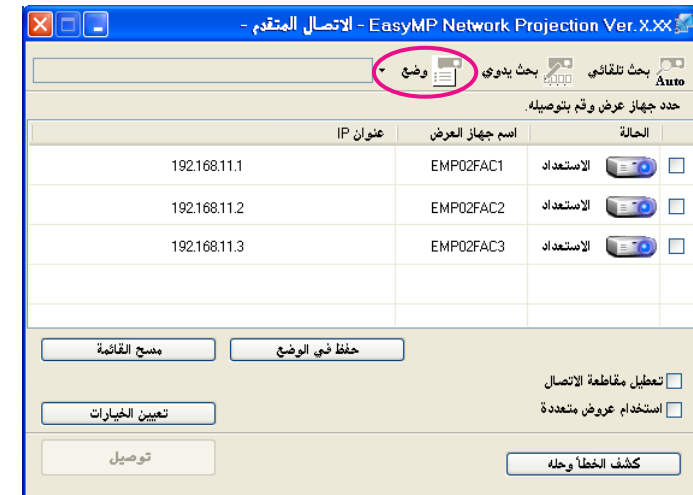 EasyMP Network Projection Ver.X.XX - الاتصال المتقدم -
Auto بحث تلقائي بحث يدوي وضع
حدد جهاز عرض وقم بتوصيله.
الحالة اسم جهاز العرض عنوان IP
الاستعداد EMP02FAC1 192.168.11.1
الاستعداد EMP02FAC2 192.168.11.2
الاستعداد EMP02FAC3 192.168.11.3
حفظ في الوضع مسح القائمة
تعطيل مقاطعة الاتصال
استخدام عروض متعددة تعيين الخيارات
كشف الخطأ وحله توصيل